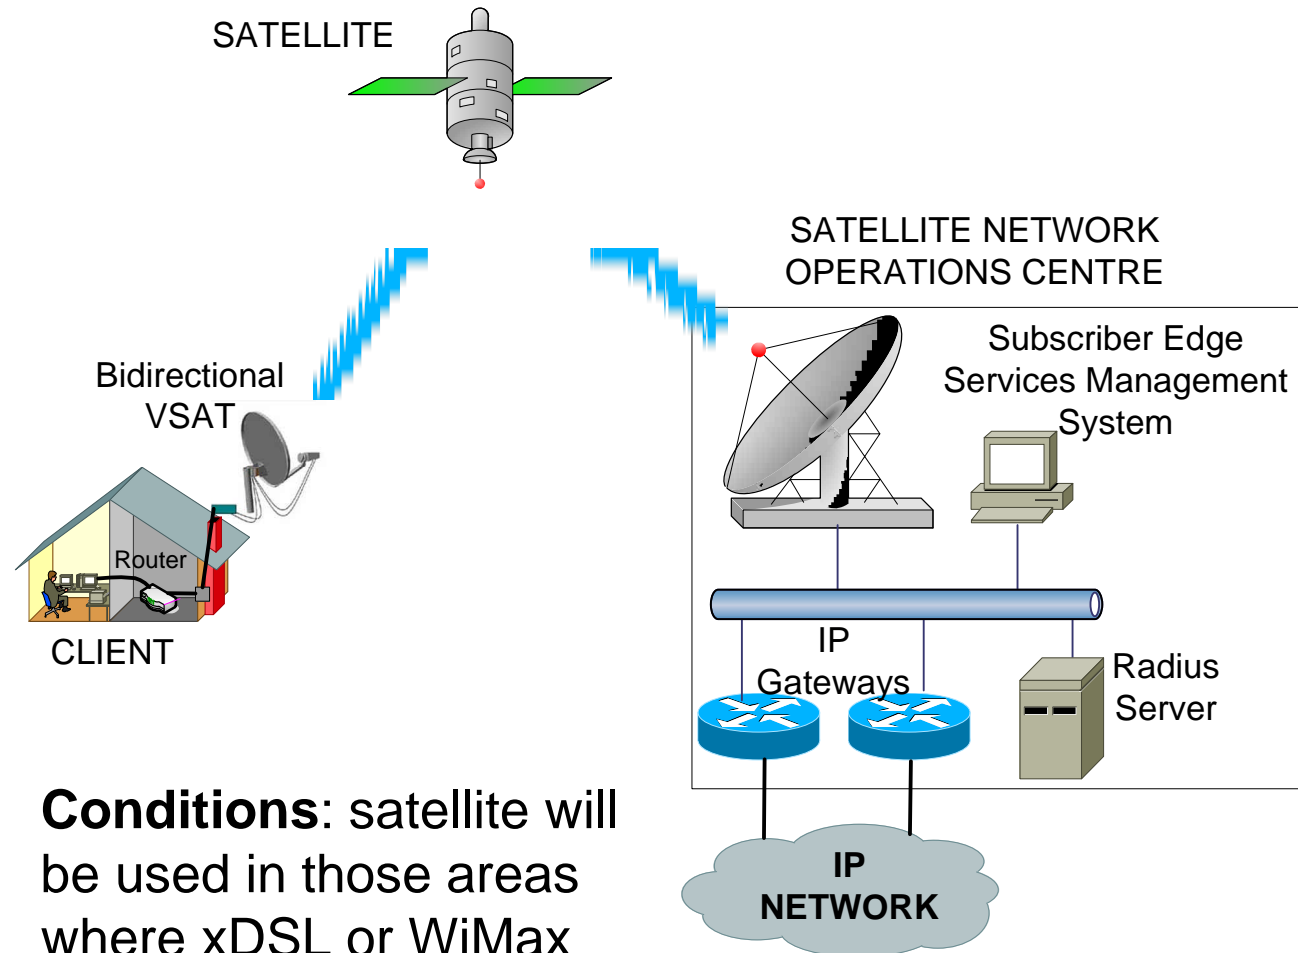 SATELLITE
SATELLITE NETWORK
OPERATIONS CENTRE
Subscriber Edge
Services Management
System
Bidirectional
VSAT
Router
CLIENT
IP
Gateways
Radius
Server
Conditions: satellite will
be used in those areas
where xDSL or WiMax
IP
NETWORK